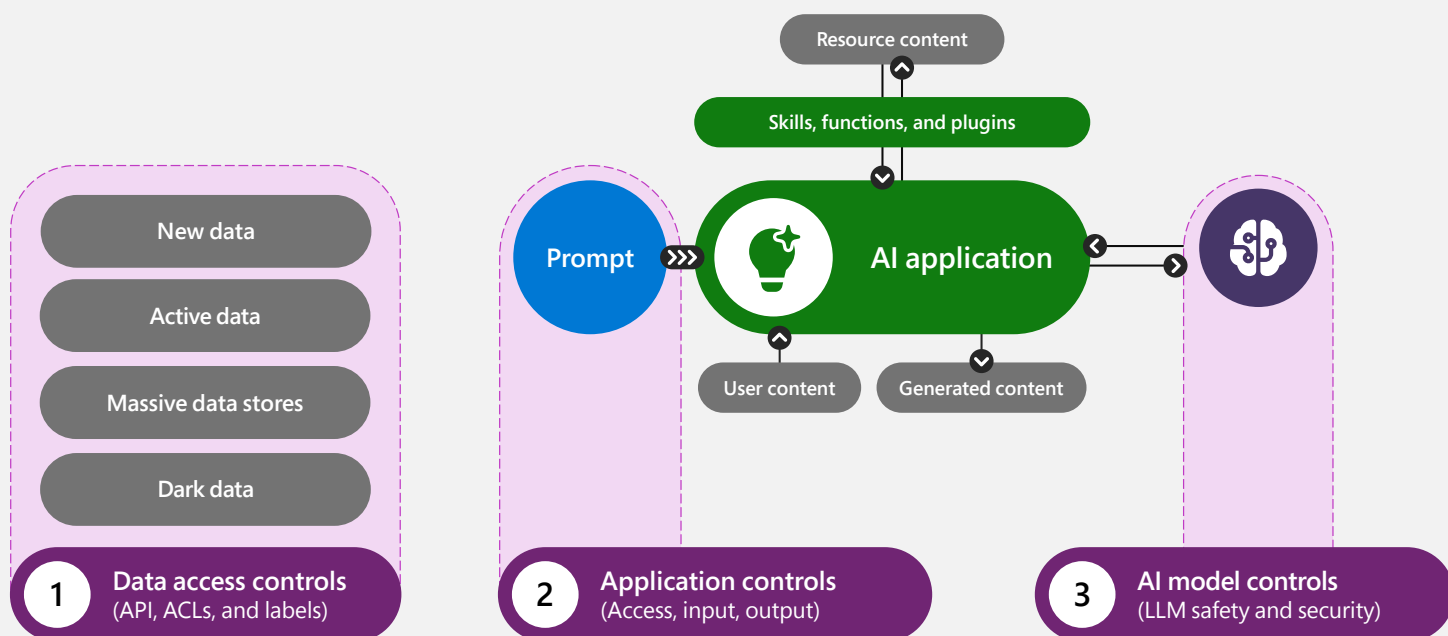 Resource content
Skills, functions, and plugins
New data
Active data
Massive data stores
Dark data
Prompt
AI application
User content
Generated content
1
Data access controls
(API, ACLs, and labels)
2
Application controls
(Access, input, output)
3
AI model controls
(LLM safety and security)